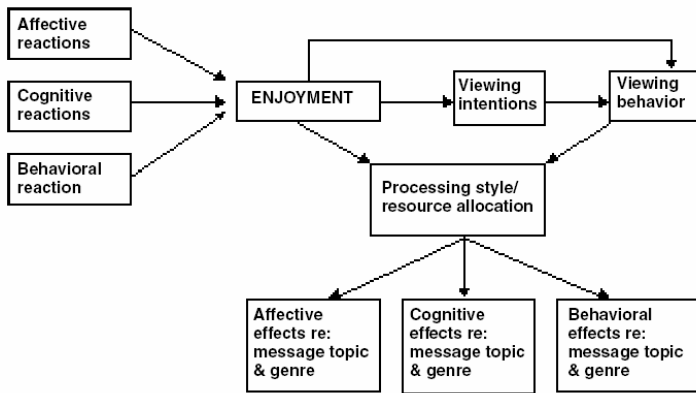 Affective
reactions
Cognitive
reactions
Behavioral
reaction
ENJOYMENT
Viewing
intentions
Viewing
behavior
Processing style/
resource allocation
Affective
effects re:
message topic
& genre
Cognitive
effects re:
message topic
& genre
Behavioral
effects re:
message topic
& genre